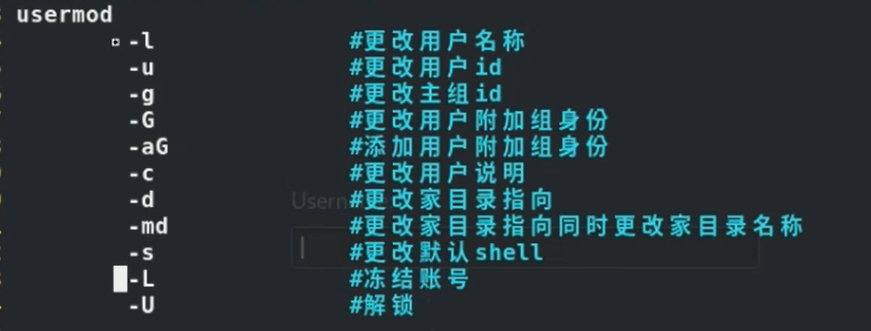 usermod
-l #更改用户名称
-u #更改用户id
-g #更改主组id
-G #更改用户附加组身份
-aG #添加用户附加组身份
-c #更改用户说明
-d #更改家目录指向
-md #更改家目录指向同时更改家目录名称
-s #更改默认shell
-L #冻结账号
-U #解锁